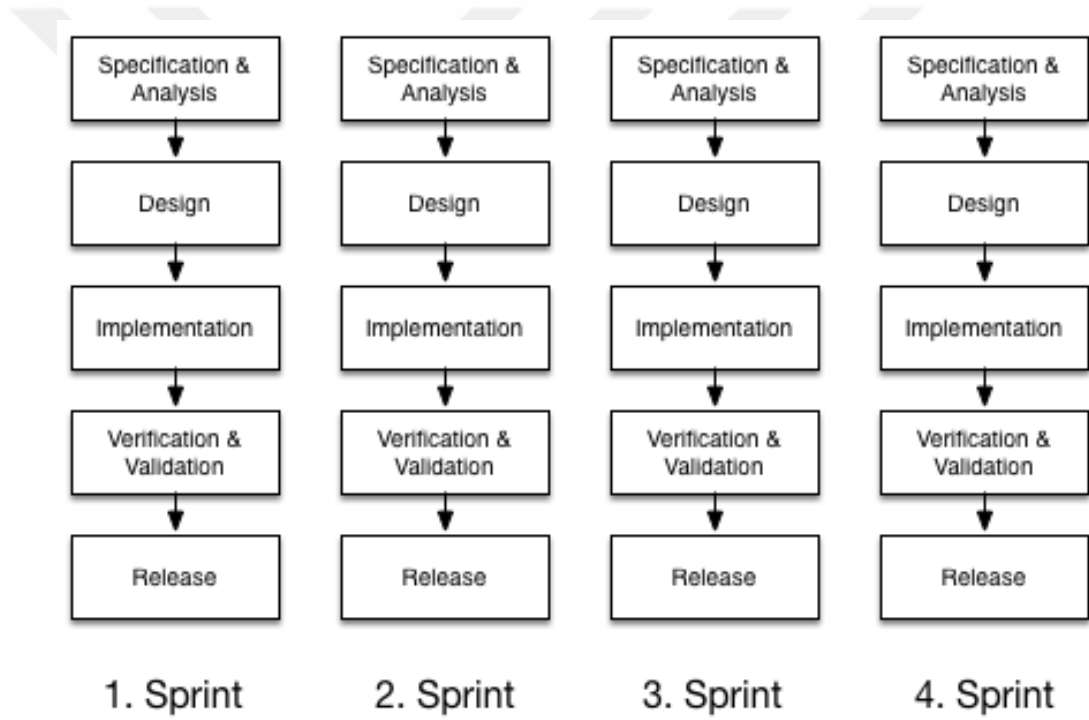 Specification &
Analysis
Design
Implementation
Verification &
Validation
Release
1. Sprint
Specification &
Analysis
Design
Implementation
Verification &
Validation
Release
2. Sprint
Specification &
Analysis
Design
Implementation
Verification &
Validation
Release
3. Sprint
Specification &
Analysis
Design
Implementation
Verification &
Validation
Release
4. Sprint